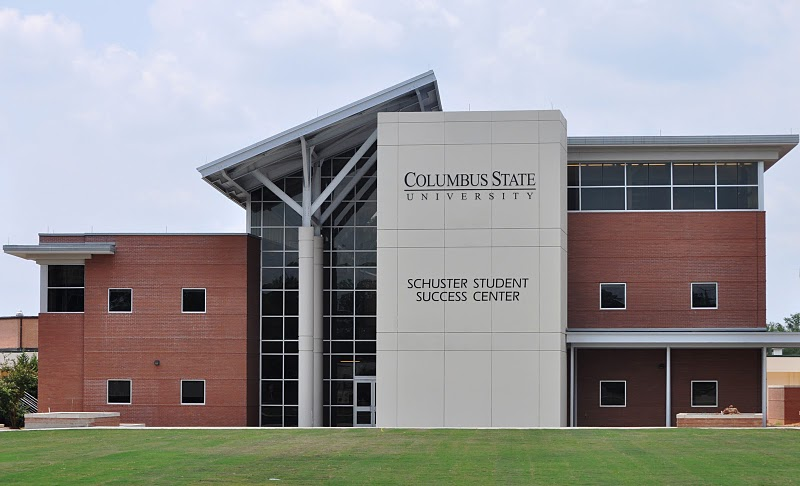 COLUMBUS STATE
UNIVERSITY
SCHUSTER STUDENT
SUCCESS CENTER